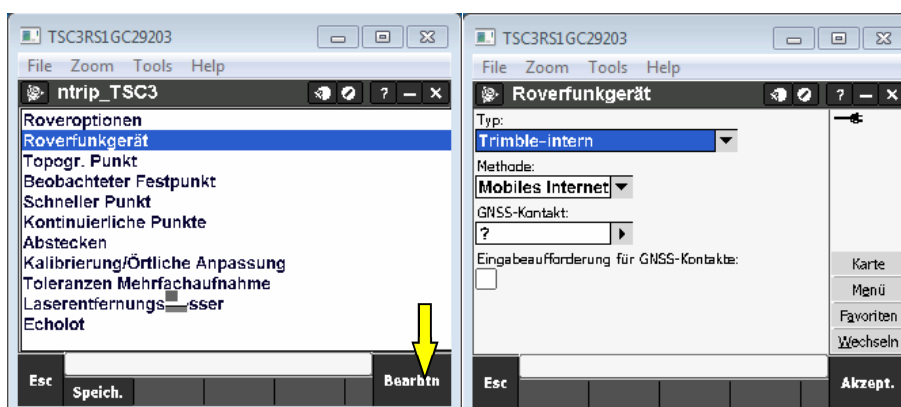 TSC3RS1GC29203
File Zoom Tools Help
ntrip_TSC3
? – x
Roveroptionen
Roverfunkgerät
Topogr. Punkt
Beobachteter Festpunkt
Schneller Punkt
Kontinuierliche Punkte
Abstecken
Kalibrierung/Örtliche Anpassung
Toleranzen Mehrfachaufnahme
Laserentfernungs sser
Echolot
Esc
Speich.
Bearbtn
TSC3RS1GC29203
File Zoom Tools Help
Roverfunkgerät
? – x
Typ:
Trimble-intern
Methode:
Mobiles Internet
GNSS-Kontakt:
?
Eingabeaufforderung für GNSS-Kontakte:
Karte
Menü
Favoriten
Wechseln
Esc
Akzept.